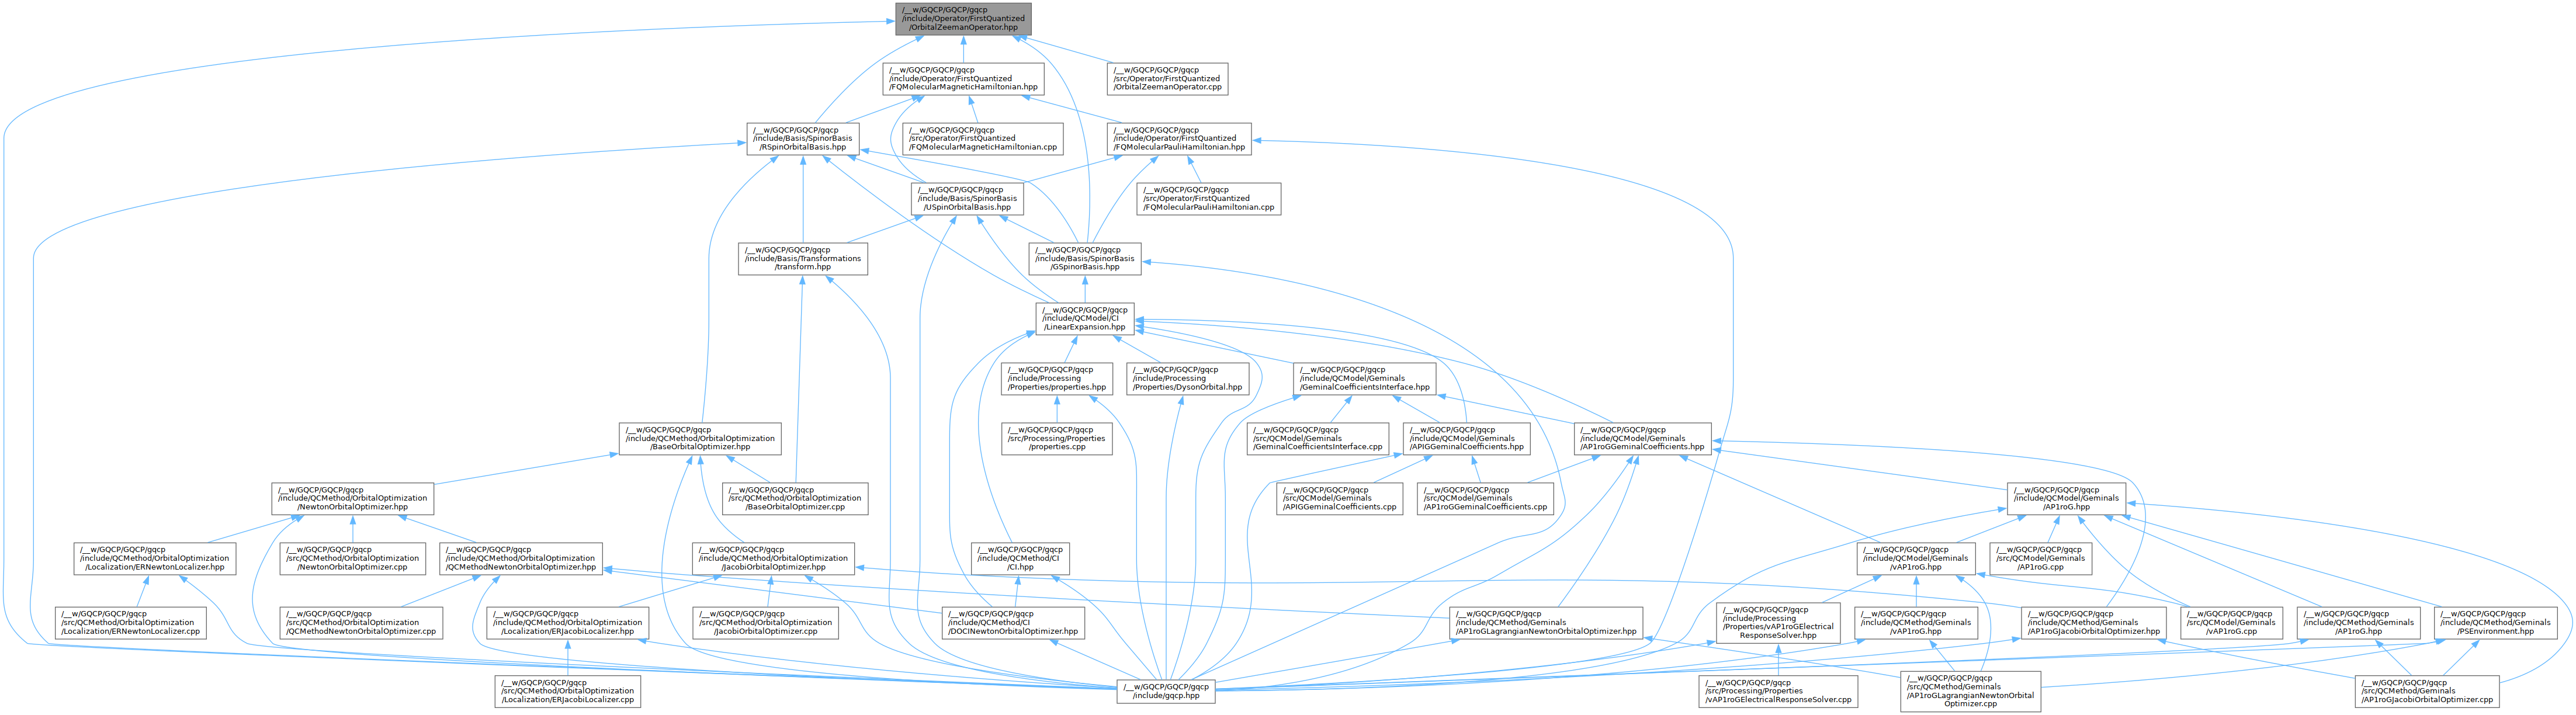 /__w/GQCP/GQCP/gqcp
/include/Operator/FirstQuantized
/OrbitalZeemanOperator.hpp
/__w/GQCP/GQCP/gqcp
/include/Operator/FirstQuantized
/FQMolecularMagneticHamiltonian.hpp
/__w/GQCP/GQCP/gqcp
/src/Operator/FirstQuantized
/OrbitalZeemanOperator.cpp
/__w/GQCP/GQCP/gqcp
/include/Basis/SpinorBasis
/RSpinOrbitalBasis.hpp
/__w/GQCP/GQCP/gqcp
/src/Operator/FirstQuantized
/FQMolecularMagneticHamiltonian.cpp
/__w/GQCP/GQCP/gqcp
/include/Operator/FirstQuantized
/FQMolecularPauliHamiltonian.hpp
/__w/GQCP/GQCP/gqcp
/include/Basis/SpinorBasis
/USpinOrbitalBasis.hpp
/__w/GQCP/GQCP/gqcp
/src/Operator/FirstQuantized
/FQMolecularPauliHamiltonian.cpp
/__w/GQCP/GQCP/gqcp
/include/Basis/Transformations
/transform.hpp
/__w/GQCP/GQCP/gqcp
/include/Basis/SpinorBasis
/GSpinorBasis.hpp
/__w/GQCP/GQCP/gqcp
/include/QCModel/CI
/LinearExpansion.hpp
/__w/GQCP/GQCP/gqcp
/include/Processing
/Properties/properties.hpp
/__w/GQCP/GQCP/gqcp
/include/Processing
/Properties/DysonOrbital.hpp
/__w/GQCP/GQCP/gqcp
/include/QCModel/Geminals
/GeminalCoefficientsInterface.hpp
/__w/GQCP/GQCP/gqcp
/include/QCMethod/OrbitalOptimization
/BaseOrbitalOptimizer.hpp
/__w/GQCP/GQCP/gqcp
/src/Processing/Properties
/properties.cpp
/__w/GQCP/GQCP/gqcp
/src/QCModel/Geminals
/GeminalCoefficientsInterface.cpp
/__w/GQCP/GQCP/gqcp
/include/QCModel/Geminals
/APIGGeminalCoefficients.hpp
/__w/GQCP/GQCP/gqcp
/include/QCModel/Geminals
/AP1roGGeminalCoefficients.hpp
/__w/GQCP/GQCP/gqcp
/include/QCMethod/OrbitalOptimization
/NewtonOrbitalOptimizer.hpp
/__w/GQCP/GQCP/gqcp
/src/QCMethod/OrbitalOptimization
/BaseOrbitalOptimizer.cpp
/__w/GQCP/GQCP/gqcp
/src/QCModel/Geminals
/APIGGeminalCoefficients.cpp
/__w/GQCP/GQCP/gqcp
/src/QCModel/Geminals
/AP1roGGeminalCoefficients.cpp
/__w/GQCP/GQCP/gqcp
/include/QCModel/Geminals
/AP1roG.hpp
/__w/GQCP/GQCP/gqcp
/include/QCMethod/OrbitalOptimization
/Localization/ERNewtonLocalizer.hpp
/__w/GQCP/GQCP/gqcp
/src/QCMethod/OrbitalOptimization
/NewtonOrbitalOptimizer.cpp
/__w/GQCP/GQCP/gqcp
/include/QCMethod/OrbitalOptimization
/QCMethodNewtonOrbitalOptimizer.hpp
/__w/GQCP/GQCP/gqcp
/include/QCMethod/OrbitalOptimization
/JacobiOrbitalOptimizer.hpp
/__w/GQCP/GQCP/gqcp
/include/QCMethod/CI
/CI.hpp
/__w/GQCP/GQCP/gqcp
/include/QCModel/Geminals
/vAP1roG.hpp
/__w/GQCP/GQCP/gqcp
/src/QCModel/Geminals
/AP1roG.cpp
/__w/GQCP/GQCP/gqcp
/src/QCMethod/OrbitalOptimization
/Localization/ERNewtonLocalizer.cpp
/__w/GQCP/GQCP/gqcp
/src/QCMethod/OrbitalOptimization
/QCMethodNewtonOrbitalOptimizer.cpp
/__w/GQCP/GQCP/gqcp
/include/QCMethod/OrbitalOptimization
/Localization/ERJacobiLocalizer.hpp
/__w/GQCP/GQCP/gqcp
/src/QCMethod/OrbitalOptimization
/JacobiOrbitalOptimizer.cpp
/__w/GQCP/GQCP/gqcp
/include/QCMethod/CI
/DOCINewtonOrbitalOptimizer.hpp
/__w/GQCP/GQCP/gqcp
/include/QCMethod/Geminals
/AP1roGLagrangianNewtonOrbitalOptimizer.hpp
/__w/GQCP/GQCP/gqcp
/include/Processing
/Properties/vAP1roGElectrical
ResponseSolver.hpp
/__w/GQCP/GQCP/gqcp
/include/QCMethod/Geminals
/vAP1roG.hpp
/__w/GQCP/GQCP/gqcp
/include/QCMethod/Geminals
/AP1roGJacobiOrbitalOptimizer.hpp
/__w/GQCP/GQCP/gqcp
/src/QCModel/Geminals
/vAP1roG.cpp
/__w/GQCP/GQCP/gqcp
/include/QCMethod/Geminals
/AP1roG.hpp
/__w/GQCP/GQCP/gqcp
/include/QCMethod/Geminals
/PSEnvironment.hpp
/__w/GQCP/GQCP/gqcp
/src/QCMethod/OrbitalOptimization
/Localization/ERJacobiLocalizer.cpp
/__w/GQCP/GQCP/gqcp
/include/gqcp.hpp
/__w/GQCP/GQCP/gqcp
/src/Processing/Properties
/vAP1roGElectricalResponseSolver.cpp
/__w/GQCP/GQCP/gqcp
/src/QCMethod/Geminals
/AP1roGLagrangianNewtonOrbital
Optimizer.cpp
/__w/GQCP/GQCP/gqcp
/src/QCMethod/Geminals
/AP1roGJacobiOrbitalOptimizer.cpp